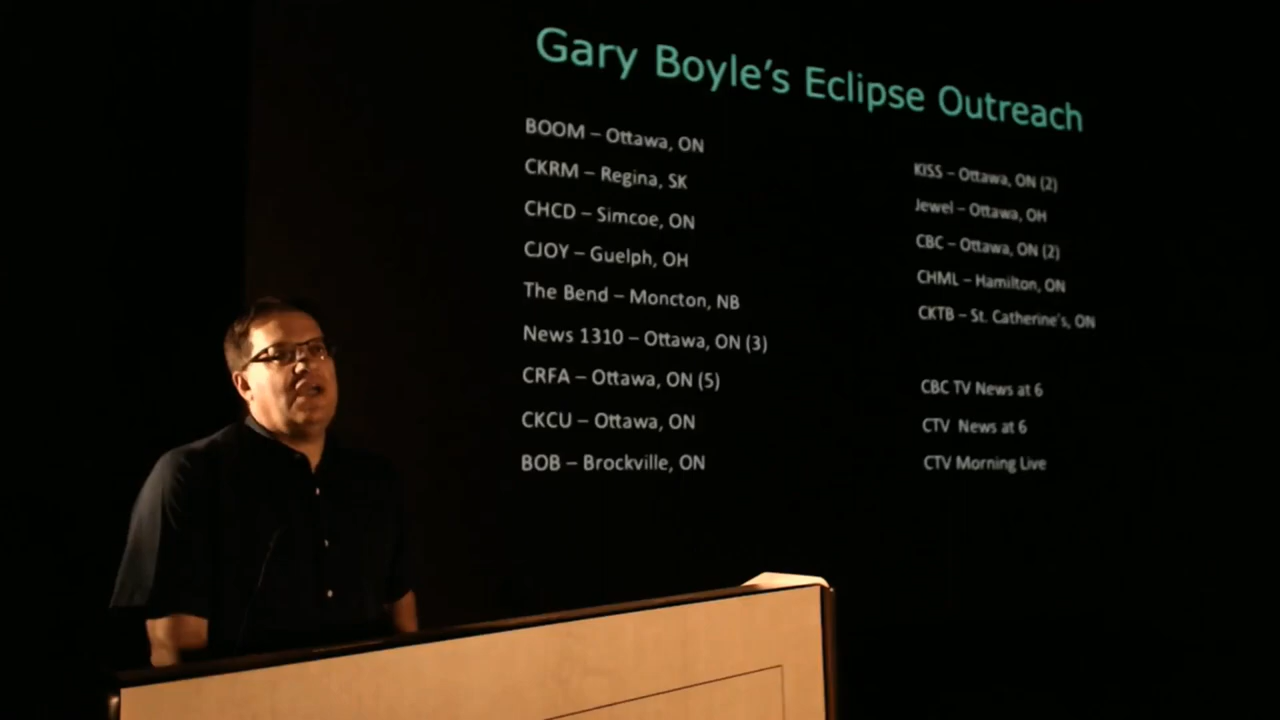 Gary Boyle's Eclipse Outreach
BOOM – Ottawa, ON
CKRM – Regina, SK
CHCD – Simcoe, ON
CJOY – Guelph, OH
The Bend – Moncton, NB
News 1310 – Ottawa, ON (3)
CRFA – Ottawa, ON (5)
CKCU – Ottawa, ON
BOB – Brockville, ON
KISS – Ottawa, ON (2)
Jewel – Ottawa, OH
CBC – Ottawa, ON (2)
CHML – Hamilton, ON
CKTB – St. Catherine's, ON
CBC TV News at 6
CTV News at 6
CTV Morning Live